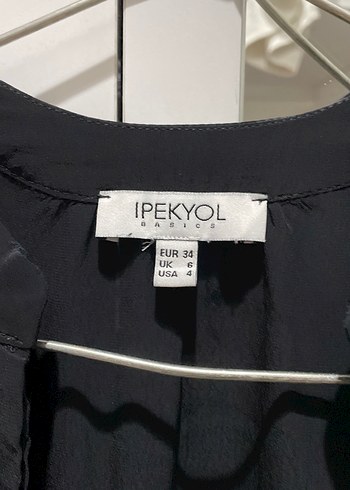 IPEKYOL
BASICS
EUR 34
UK 6
USA 4